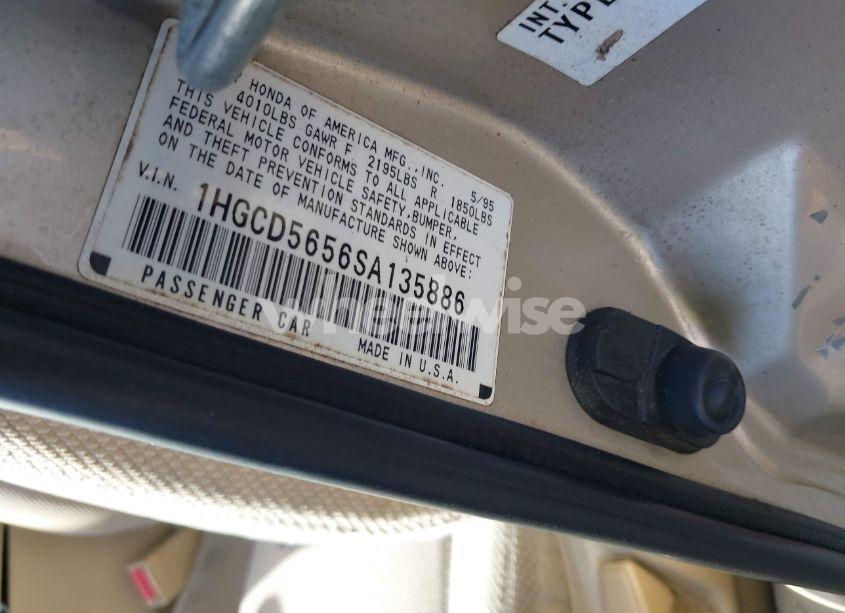 HONDA OF AMERICA MFG.,INC. 5/95
4010LBS GAWR F 2195LBS R 1850LBS
THIS VEHICLE CONFORMS TO ALL APPLICABLE
FEDERAL MOTOR VEHICLE SAFETY,BUMPER,
AND THEFT PREVENTION STANDARDS IN EFFECT
ON THE DATE OF MANUFACTURE SHOWN ABOVE:
V.I.N. 1HGCD5656SA135886
PASSENGER CAR
MADE IN U.S.A.
INT.
TYPE
wheelwise